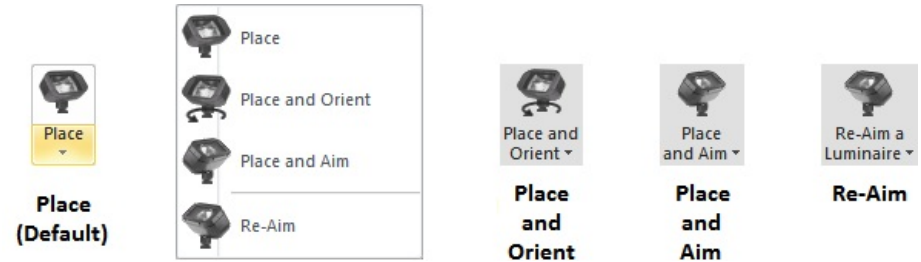 Place
Place
(Default)
Place
Place and Orient
Place and Aim
Re-Aim
Place and
Orient
Place
and
Orient
Place
and Aim
Place
and
Aim
Re-Aim a
Luminaire
Re-Aim